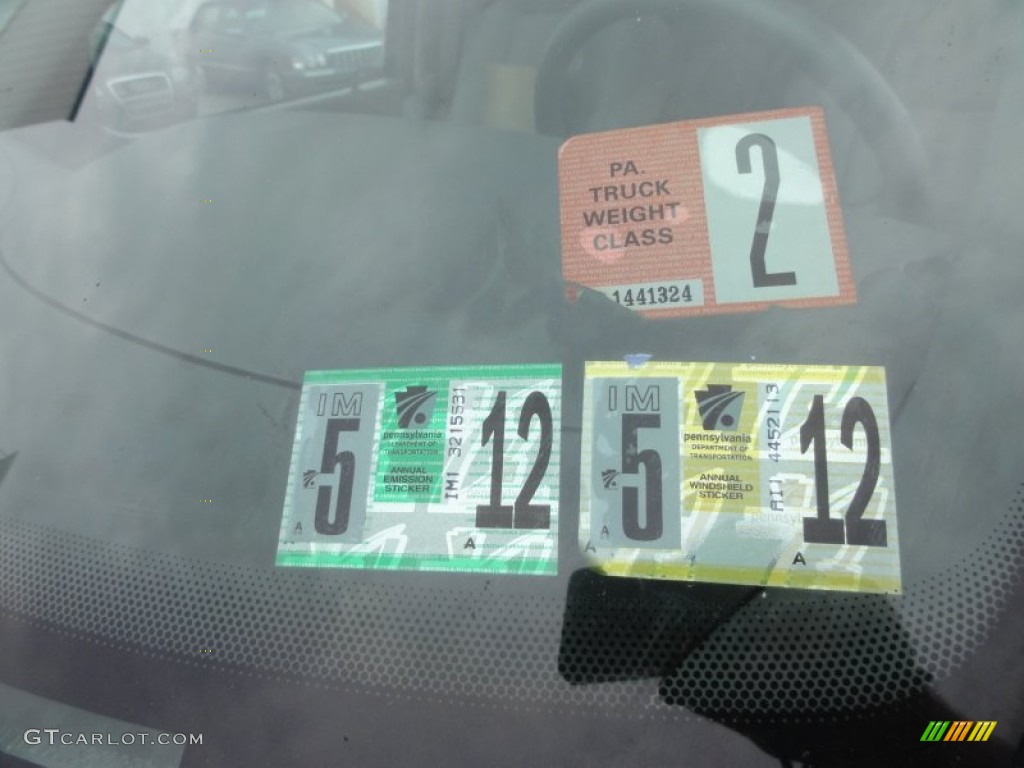 PA.
TRUCK
WEIGHT
CLASS
2
1441324
IM
5
A
pennsylvania
DEPARTMENT OF
TRANSPORTATION
ANNUAL
EMISSION
STICKER
IM1 3215531
12
A
IM
5
A
pennsylvania
DEPARTMENT OF
TRANSPORTATION
ANNUAL
WINDSHIELD
STICKER
AI1 4452113
12
A
GTCARLOT.COM